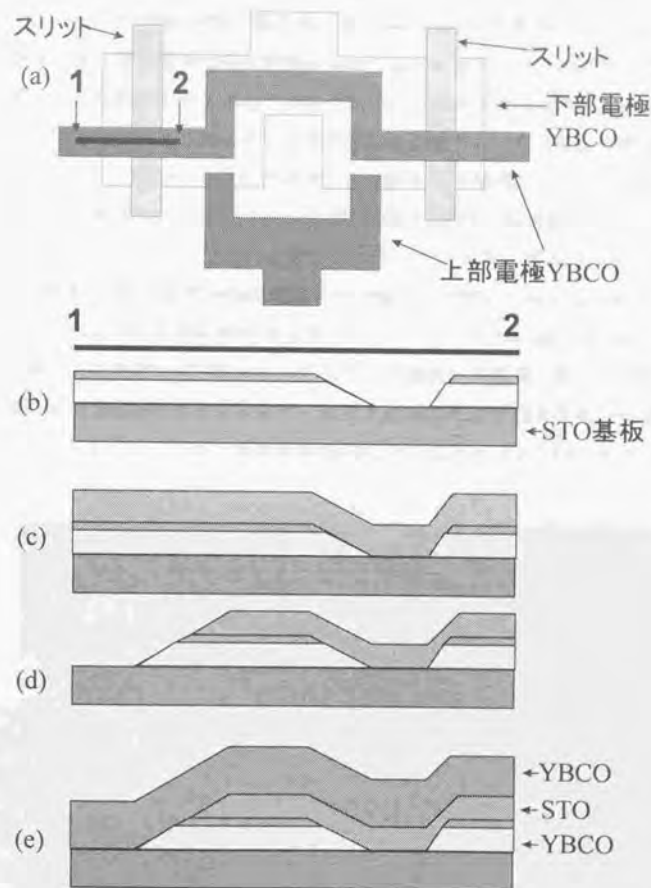 スリット
スリット
(a)
1
2
下部電極
YBCO
上部電極YBCO
1
2
(b)
STO基板
(c)
(d)
YBCO
STO
(e)
YBCO